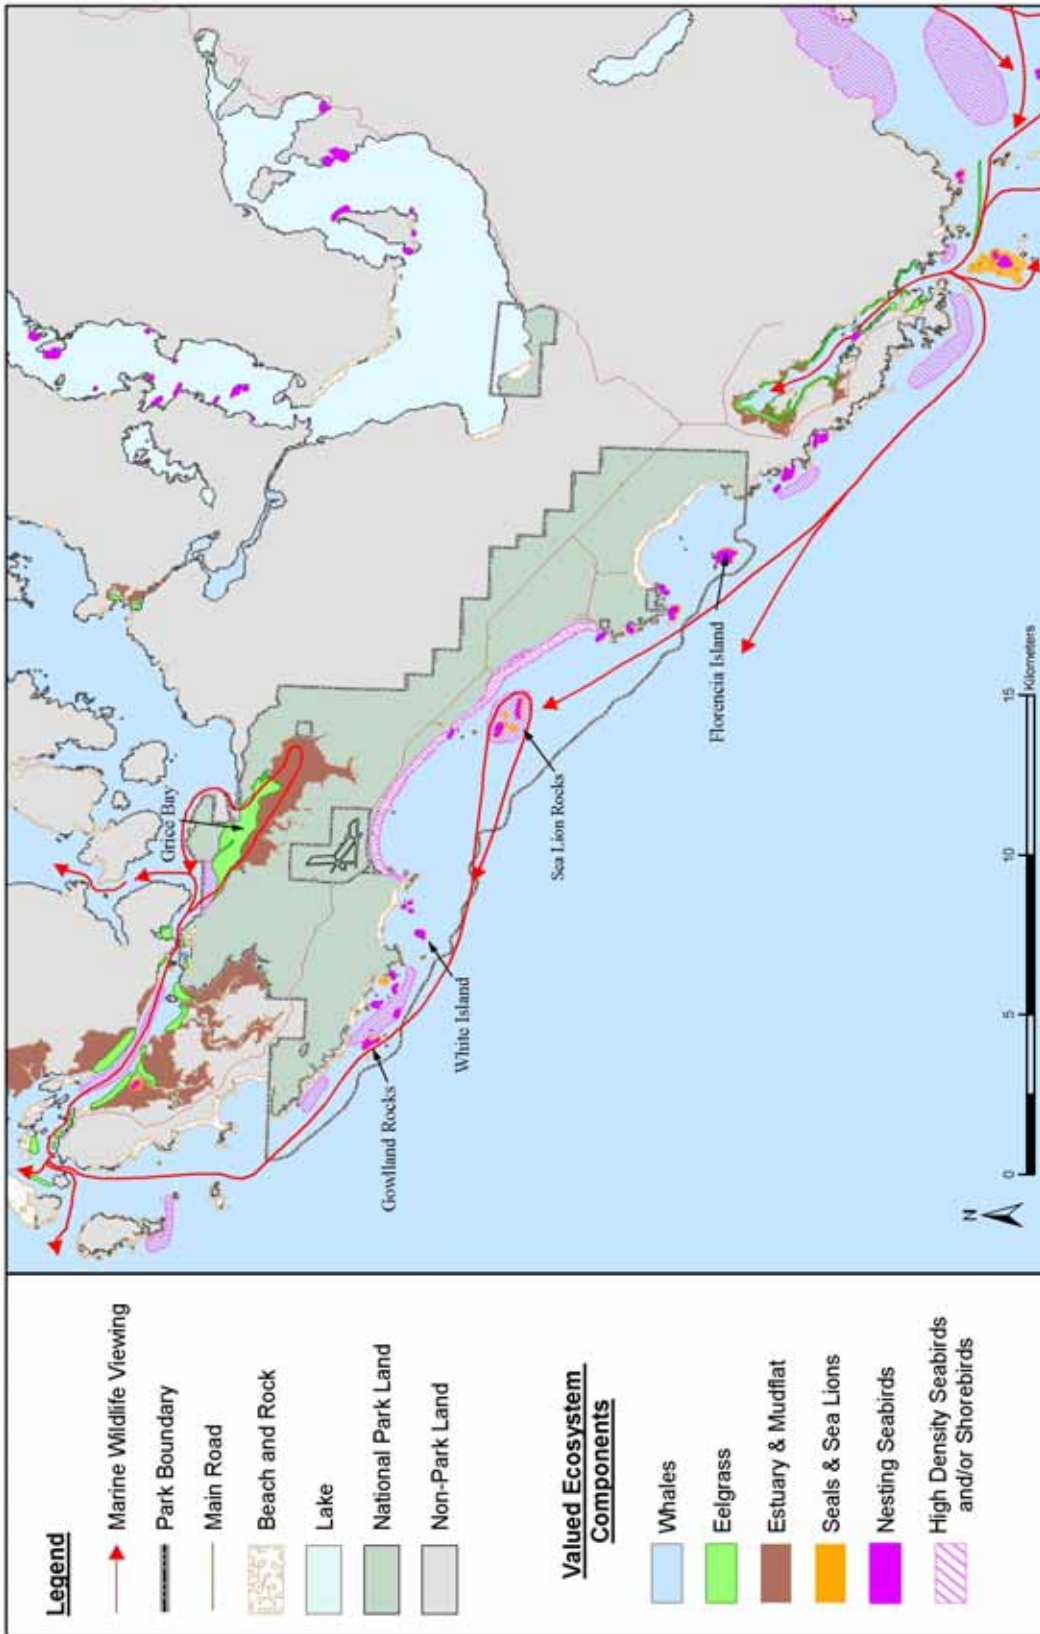 Legend
Marine Wildlife Viewing
Park Boundary
Main Road
Beach and Rock
Lake
National Park Land
Non-Park Land
Valued Ecosystem
Components
Whales
Eelgrass
Estuary & Mudflat
Seals & Sea Lions
Nesting Seabirds
High Density Seabirds
and/or Shorebirds
Grice Bay
Gowlland Rocks
White Island
Sea Lion Rocks
Florencia Island
N
0
5
10
15
Kilometers